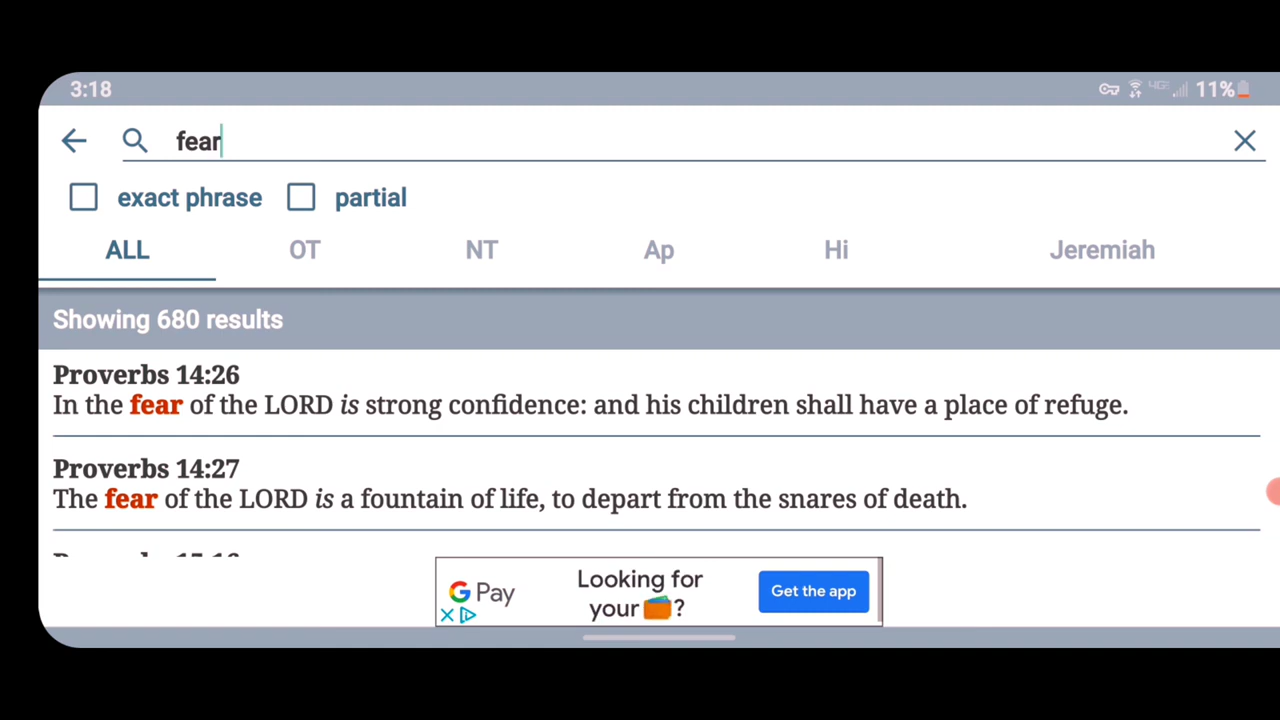 3:18
4GE 11%
fear
exact phrase partial
ALL OT NT Ap Hi Jeremiah
Showing 680 results
Proverbs 14:26
In the fear of the LORD is strong confidence: and his children shall have a place of refuge.
Proverbs 14:27
The fear of the LORD is a fountain of life, to depart from the snares of death.
G Pay
Looking for
your ?
Get the app